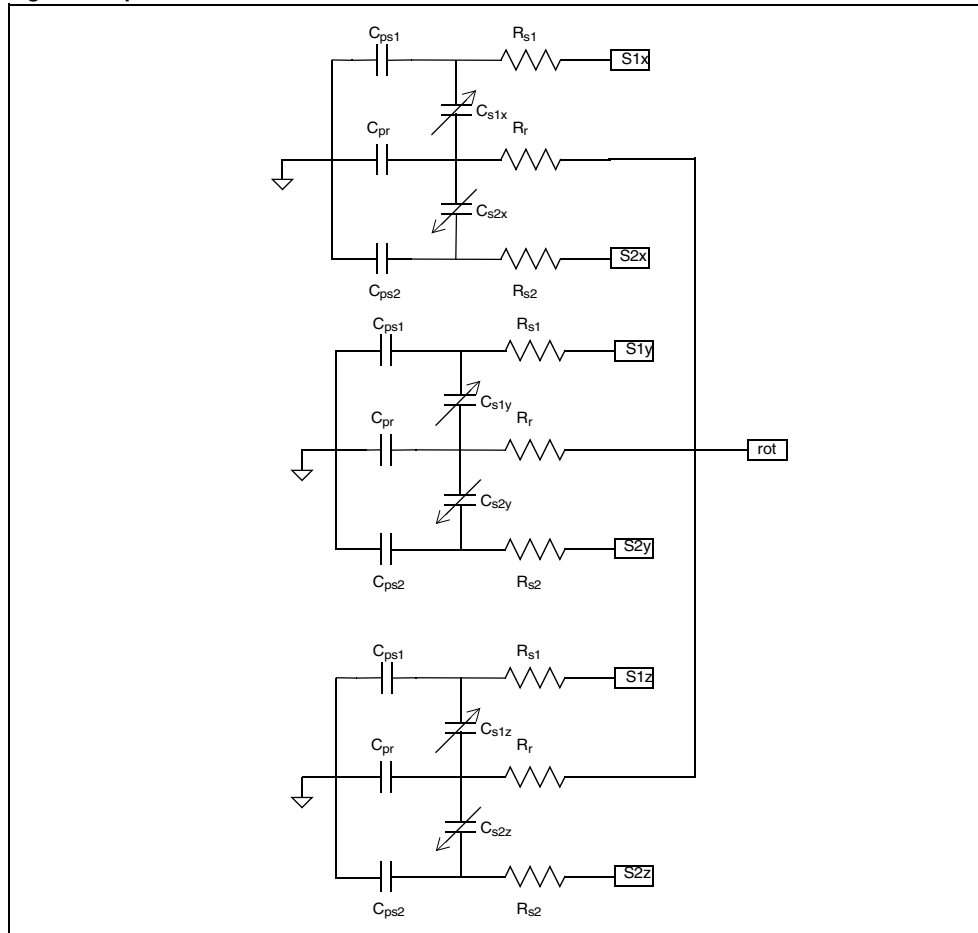 Cps1 Rs1 S1x
Cs1x
Cpr Rr
Cs2x
S2x
Cps2 Rs2
Cps1 Rs1
S1y
Cs1y
Cpr Rr
rot
Cs2y
S2y
Cps2 Rs2
Cps1 Rs1
S1z
Cs1z
Cpr Rr
Cs2z
S2z
Cps2 Rs2